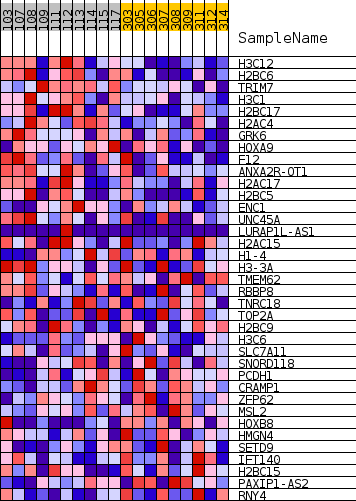 103 107 108 109 111 112 113 114 115 117 303 305 306 307 308 309 311 312 314
SampleName
H3C12
H2BC6
TRIM7
H3C1
H2BC17
H2AC4
GRK6
HOXA9
F12
ANXA2R-OT1
H2AC17
H2BC5
ENC1
UNC45A
LURAP1L-AS1
H2AC15
H1-4
H3-3A
TMEM62
RBBP8
TNRC18
TOP2A
H2BC9
H3C6
SLC7A11
SNORD118
PCDH1
CRAMP1
ZFP62
MSL2
HOXB8
HMGN4
SETD9
IFT140
H2BC15
PAXIP1-AS2
RNY4